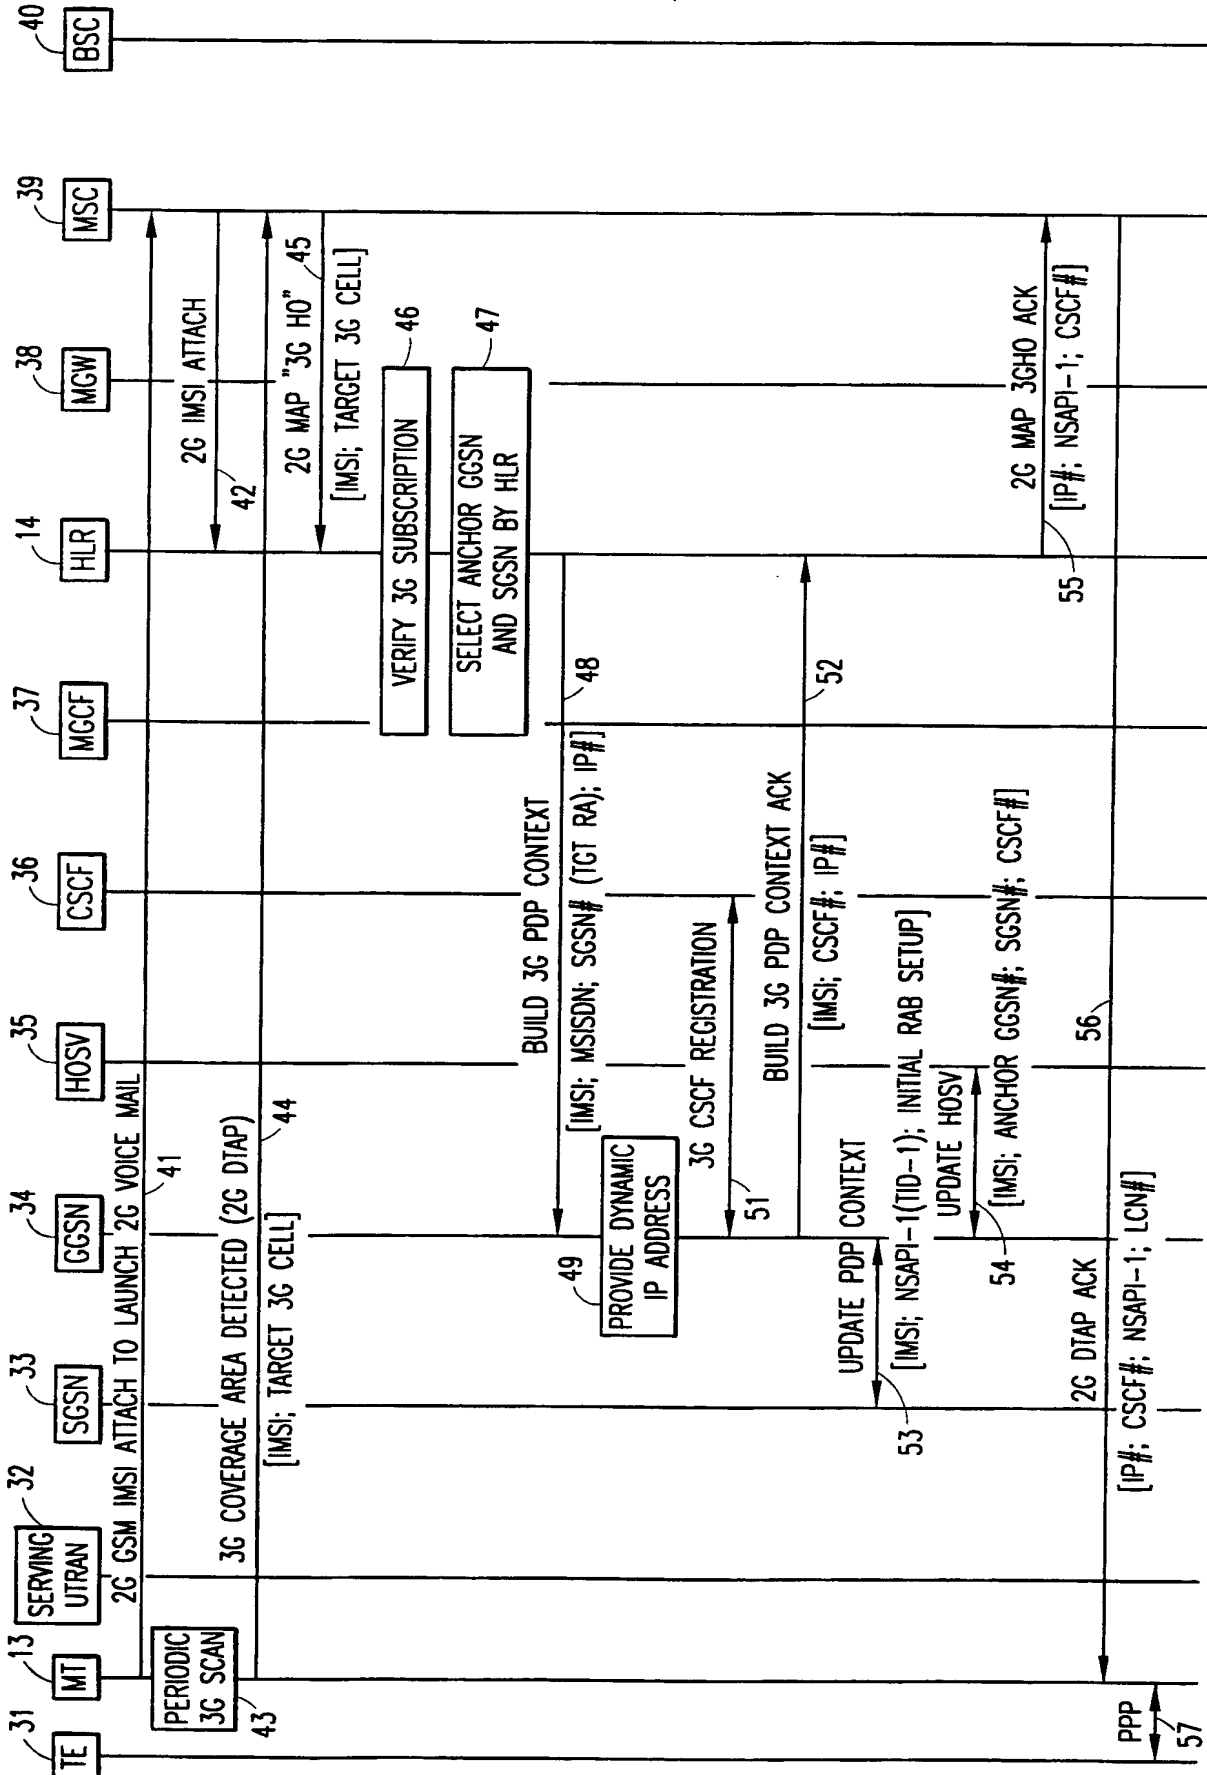 31
TE
13
MT
32
SERVING
UTRAN
33
SGSN
34
GGSN
35
HOSV
36
CSCF
37
MGCF
14
HLR
38
MGW
39
MSC
40
BSC
2G GSM IMSI ATTACH TO LAUNCH 2G VOICE MAIL
41
2G IMSI ATTACH
42
PERIODIC
3G SCAN
43
3G COVERAGE AREA DETECTED (2G DTAP)
44
[IMSI; TARGET 3G CELL]
2G MAP "3G HO"
45
[IMSI; TARGET 3G CELL]
VERIFY 3G SUBSCRIPTION
46
SELECT ANCHOR GGSN
AND SGSN BY HLR
47
BUILD 3G PDP CONTEXT
48
[IMSI; MSISDN; SGSN# (TGT RA); IP#]
49
PROVIDE DYNAMIC
IP ADDRESS
3G CSCF REGISTRATION
51
BUILD 3G PDP CONTEXT ACK
52
[IMSI; CSCF#; IP#]
UPDATE PDP CONTEXT
53
[IMSI; NSAPI-1(TID-1); INITIAL RAB SETUP]
UPDATE HOSV
54
[IMSI; ANCHOR GGSN#; SGSN#; CSCF#]
2G MAP 3GHO ACK
55
[IP#; NSAPI-1; CSCF#]
2G DTAP ACK
56
[IP#; CSCF#; NSAPI-1; LCN#]
PPP
57